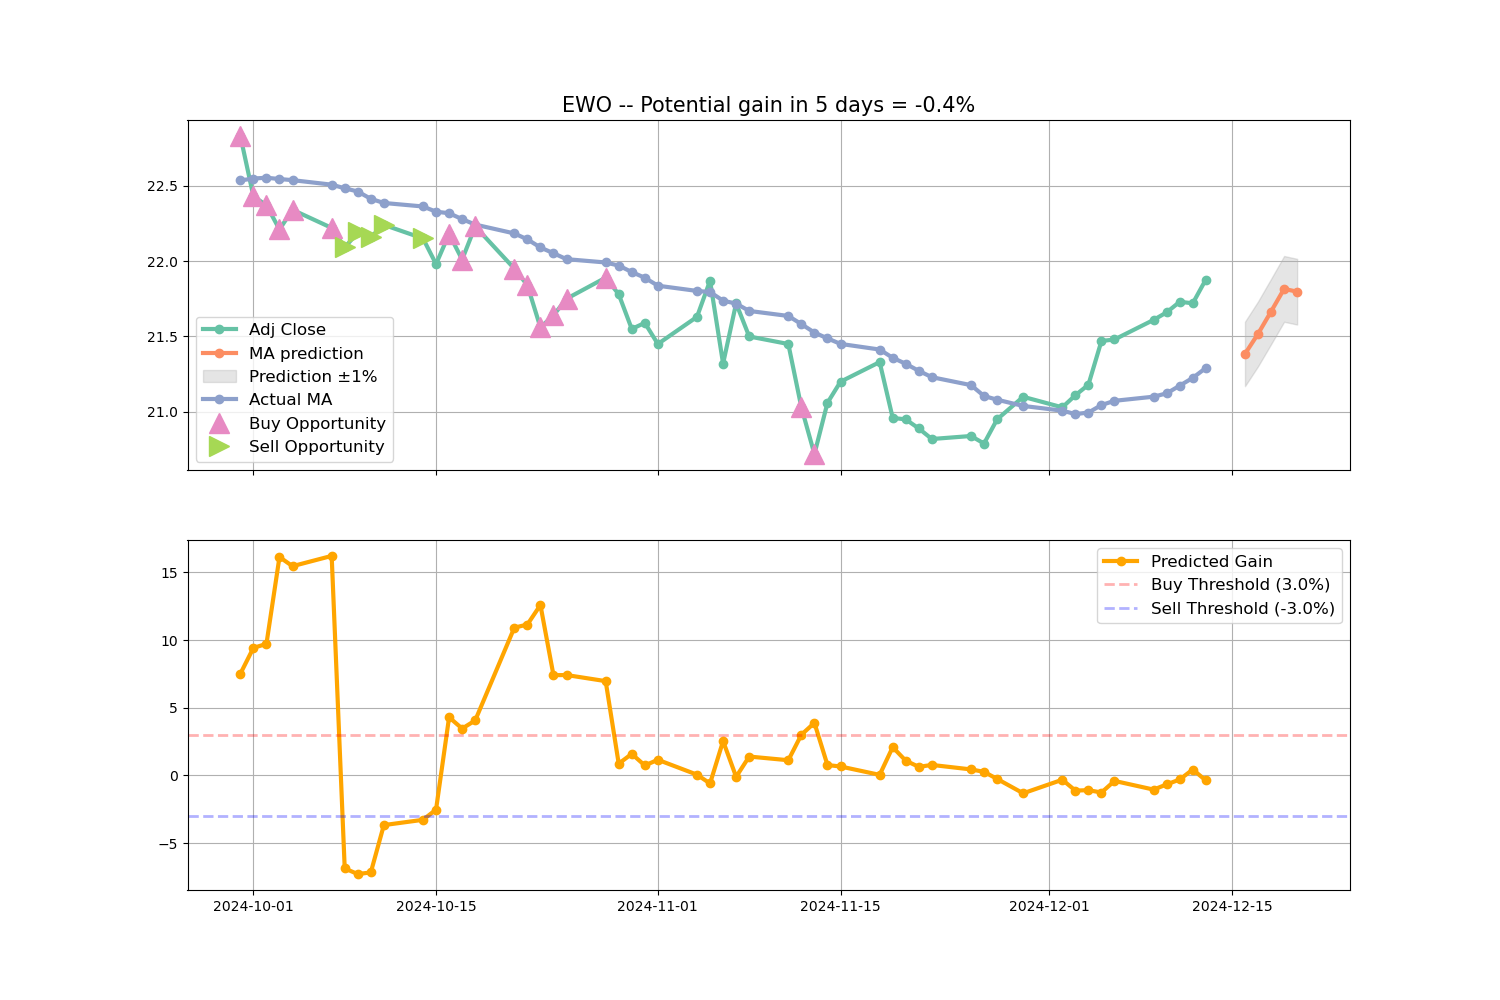 EWO -- Potential gain in 5 days = -0.4%
22.5
22.0
21.5
21.0
Adj Close
MA prediction
Prediction ±1%
Actual MA
Buy Opportunity
Sell Opportunity
15
10
5
0
−5
Predicted Gain
Buy Threshold (3.0%)
Sell Threshold (-3.0%)
2024-10-01 2024-10-15 2024-11-01 2024-11-15 2024-12-01 2024-12-15